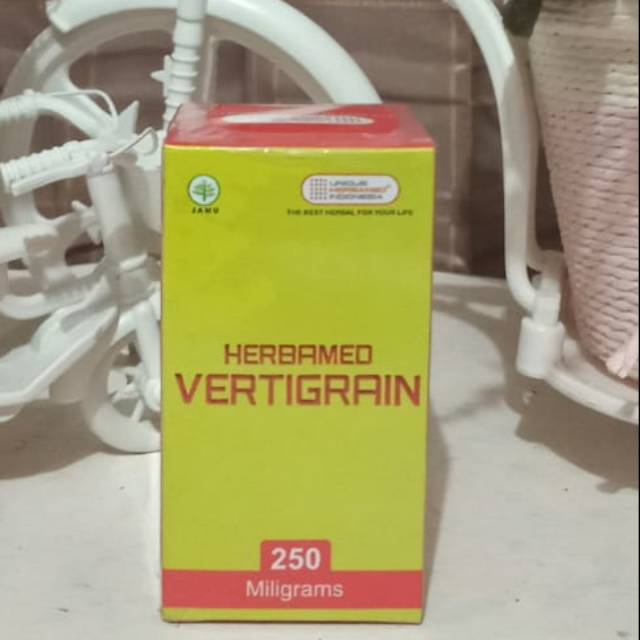 JAMU
UNIQUE
HERBAMED
INDONESIA
THE BEST HERBAL FOR YOUR LIFE
HERBAMED
VERTIGRAIN
250
Miligrams